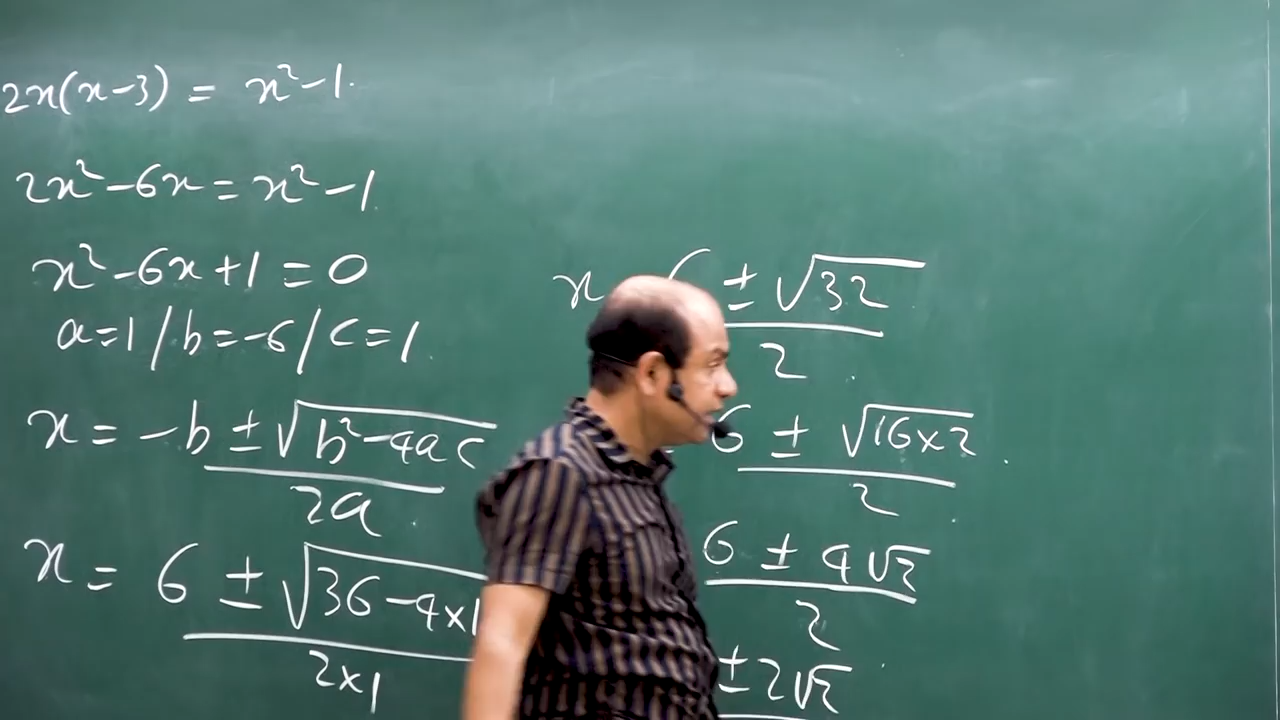 2x(x-3) = x²-1.
2x²-6x = x²-1
x²-6x+1=0
a=1/b=-6/c=1.
x = -b ± √b²-4ac
2a
x = 6 ± √36-4x1
2x1
x 6 ± √32
2
6 ± √16x2
2
6 ± 4√2
2
± 2√2